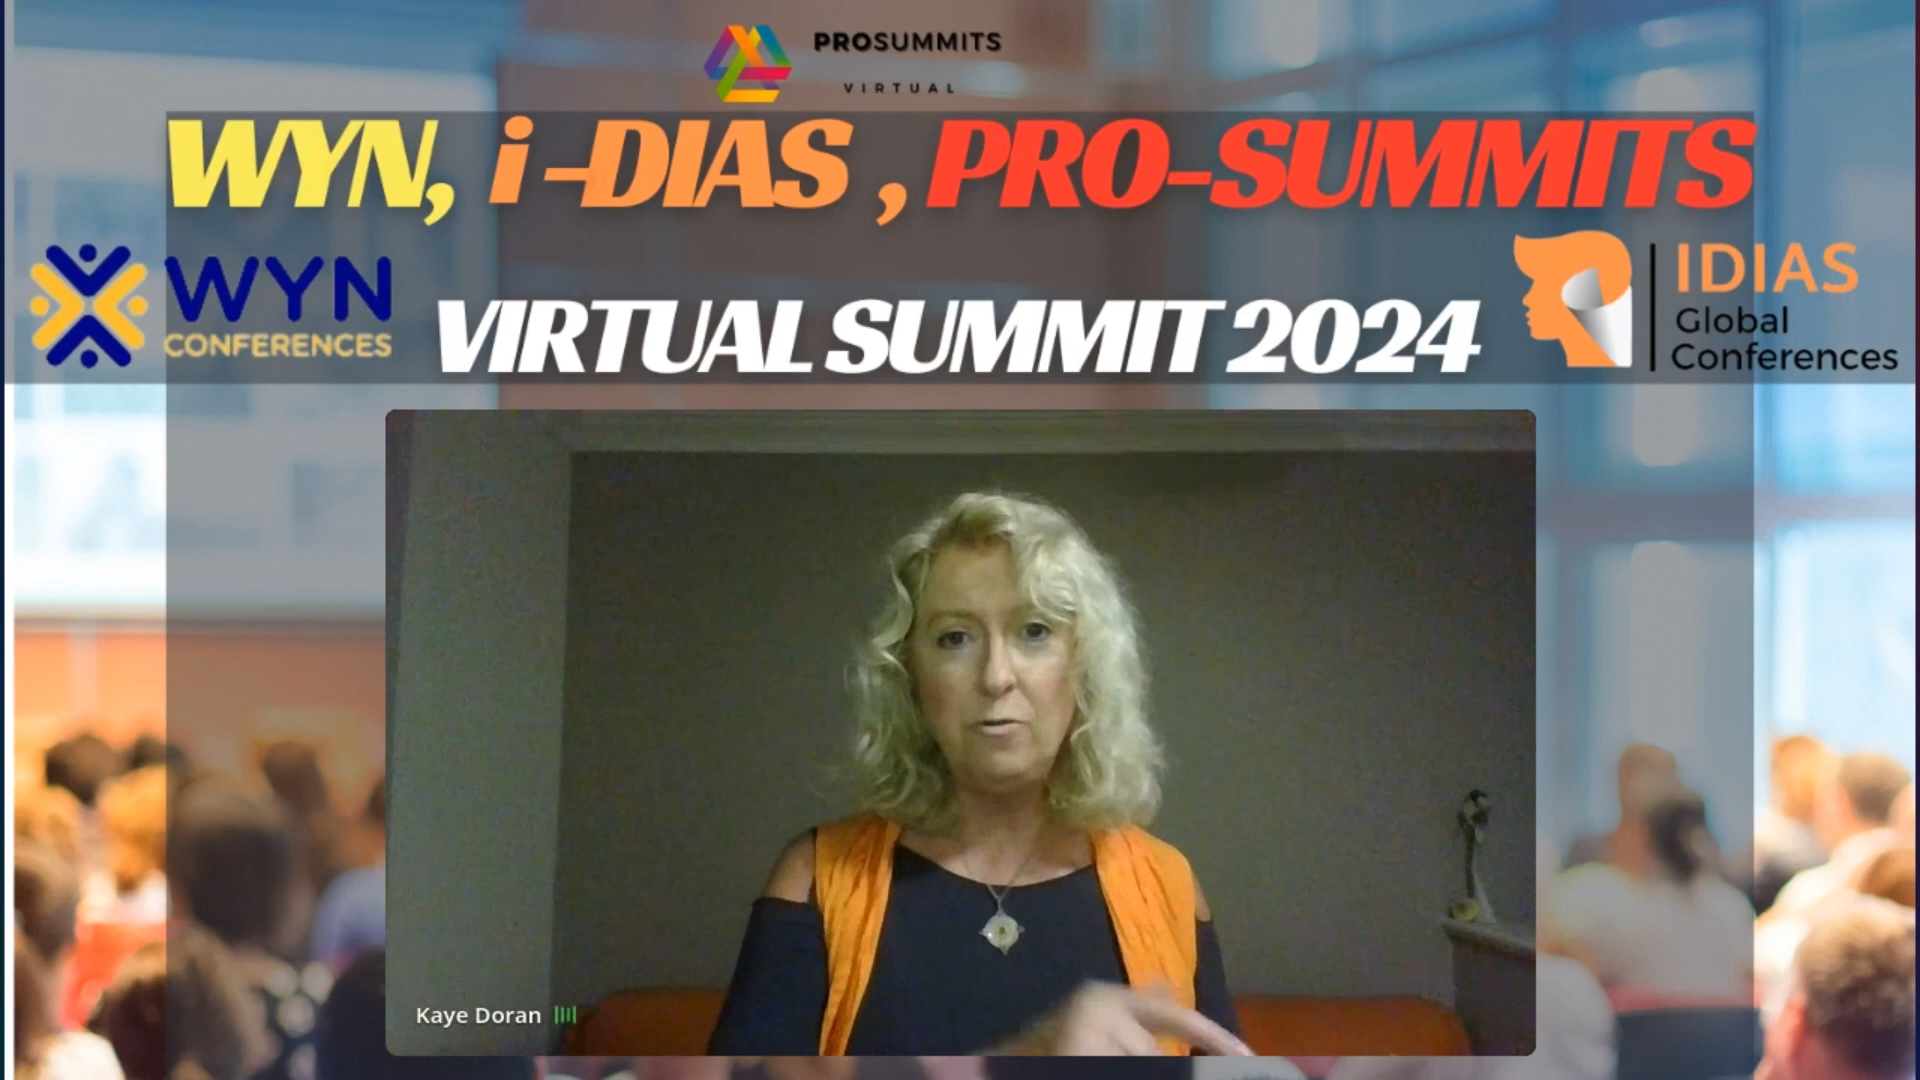 PROSUMMITS
VIRTUAL
WYN, i-DIAS , PRO-SUMMITS
WYN
CONFERENCES
VIRTUAL SUMMIT 2024
IDIAS
Global
Conferences
Kaye Doran